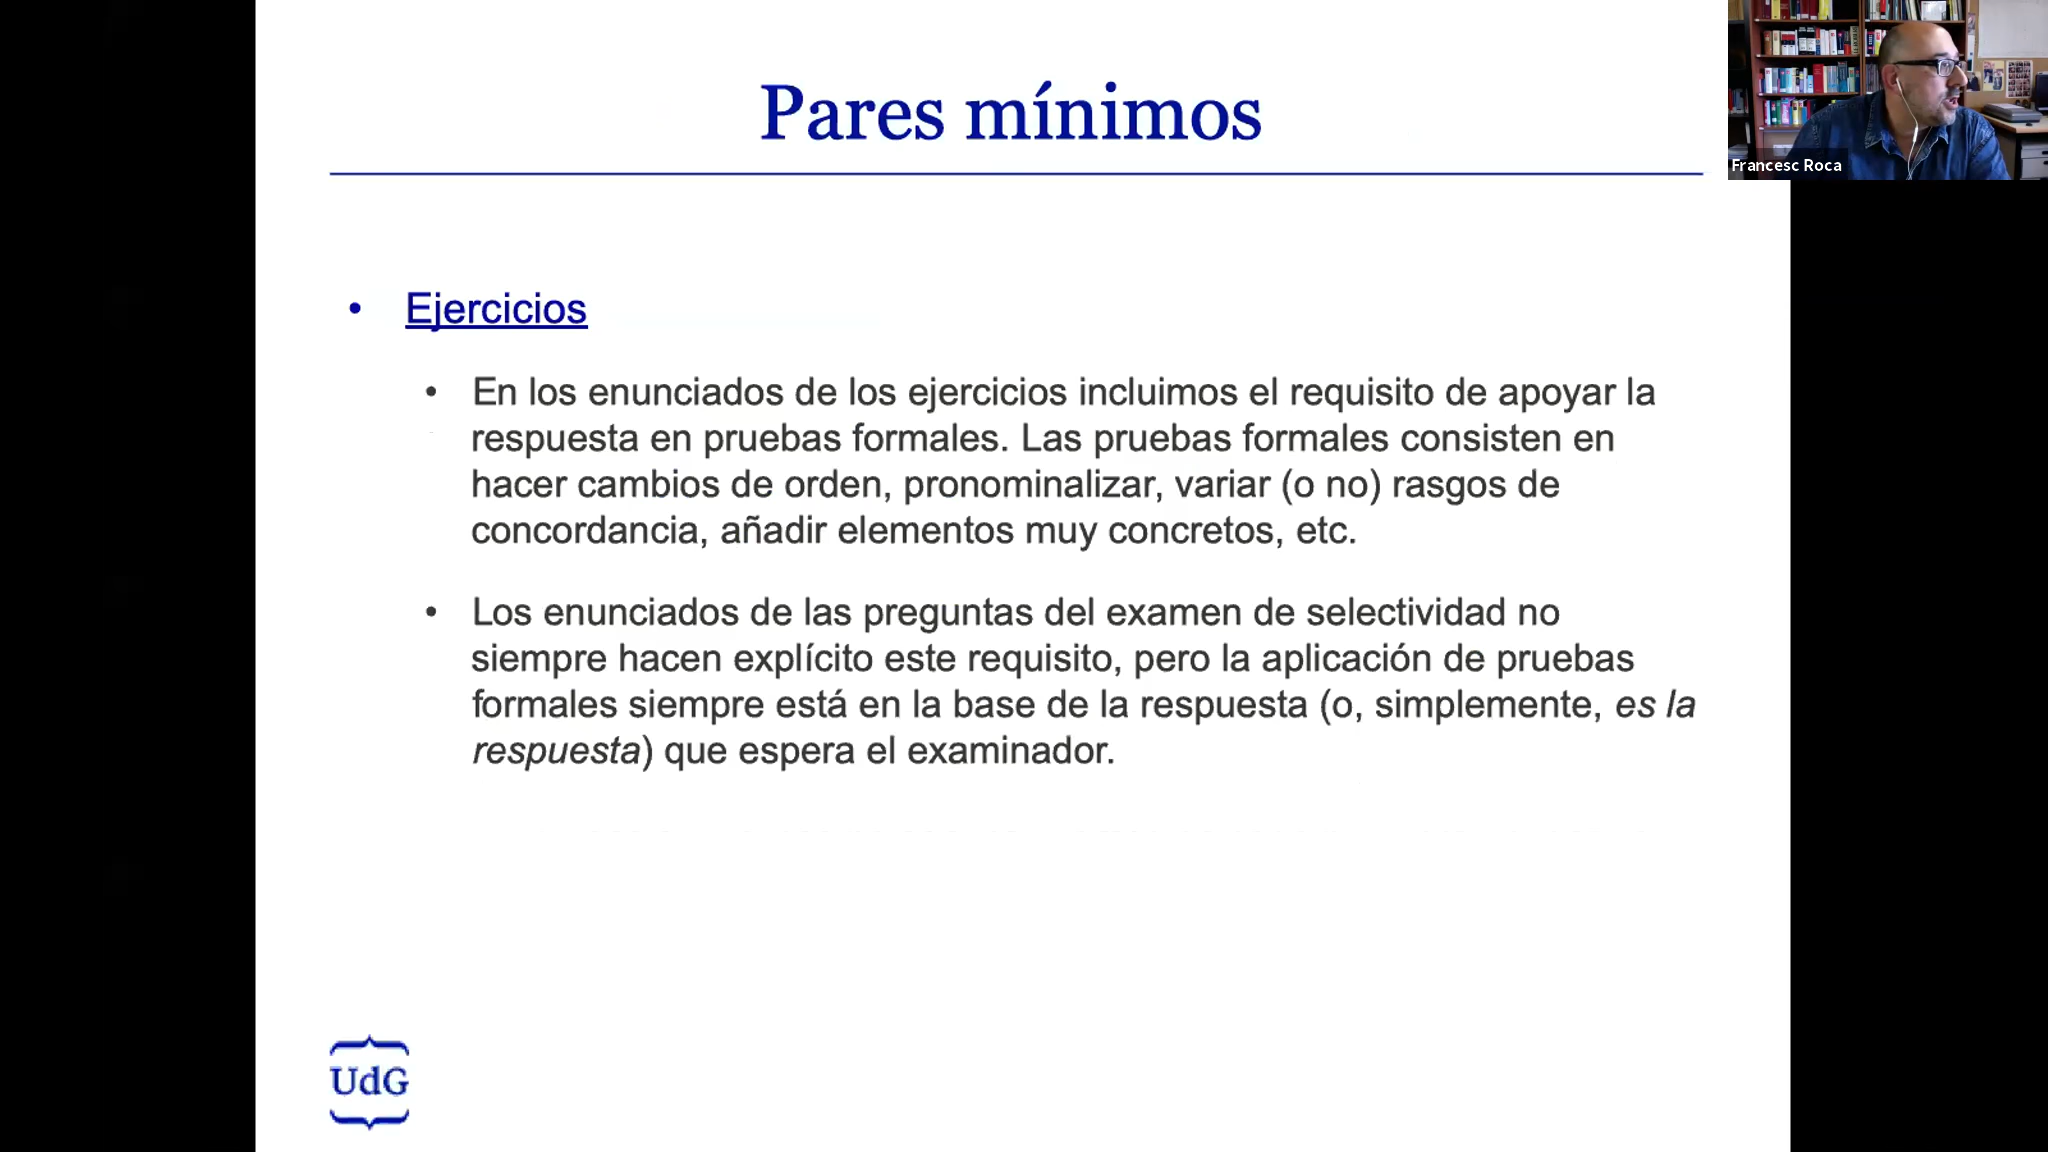 Pares mínimos
Francesc Roca
• Ejercicios
• En los enunciados de los ejercicios incluimos el requisito de apoyar la
respuesta en pruebas formales. Las pruebas formales consisten en
hacer cambios de orden, pronominalizar, variar (o no) rasgos de
concordancia, añadir elementos muy concretos, etc.
• Los enunciados de las preguntas del examen de selectividad no
siempre hacen explícito este requisito, pero la aplicación de pruebas
formales siempre está en la base de la respuesta (o, simplemente, es la
respuesta) que espera el examinador.
UdG